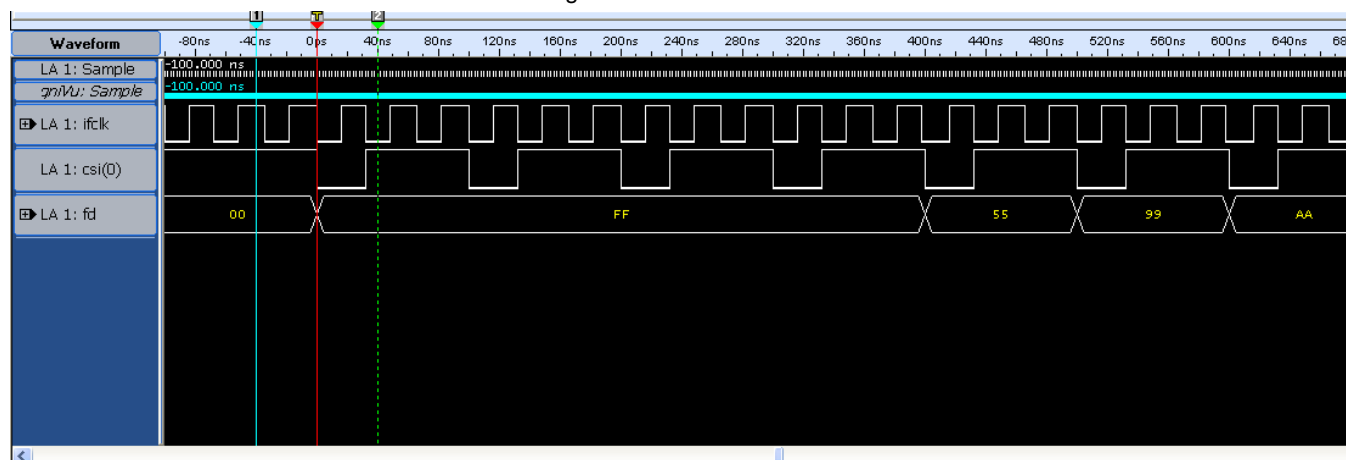 1 T 2
Waveform -80ns -40ns 0ps 40ns 80ns 120ns 160ns 200ns 240ns 280ns 320ns 360ns 400ns 440ns 480ns 520ns 560ns 600ns 640ns 68
LA 1: Sample -100.000 ns
gniVu: Sample -100.000 ns
LA 1: ifclk
LA 1: csi(0)
LA 1: fd 00 FF 55 99 AA